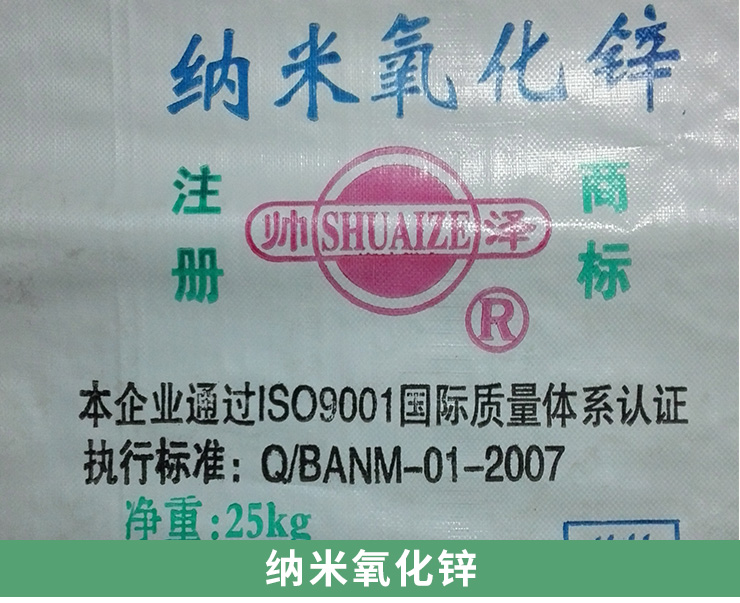 纳米氧化锌
注册
商标
帅 SHUAIZE 泽
®
本企业通过ISO9001国际质量体系认证
执行标准：Q/BANM-01-2007
净重:25kg
纳米氧化锌